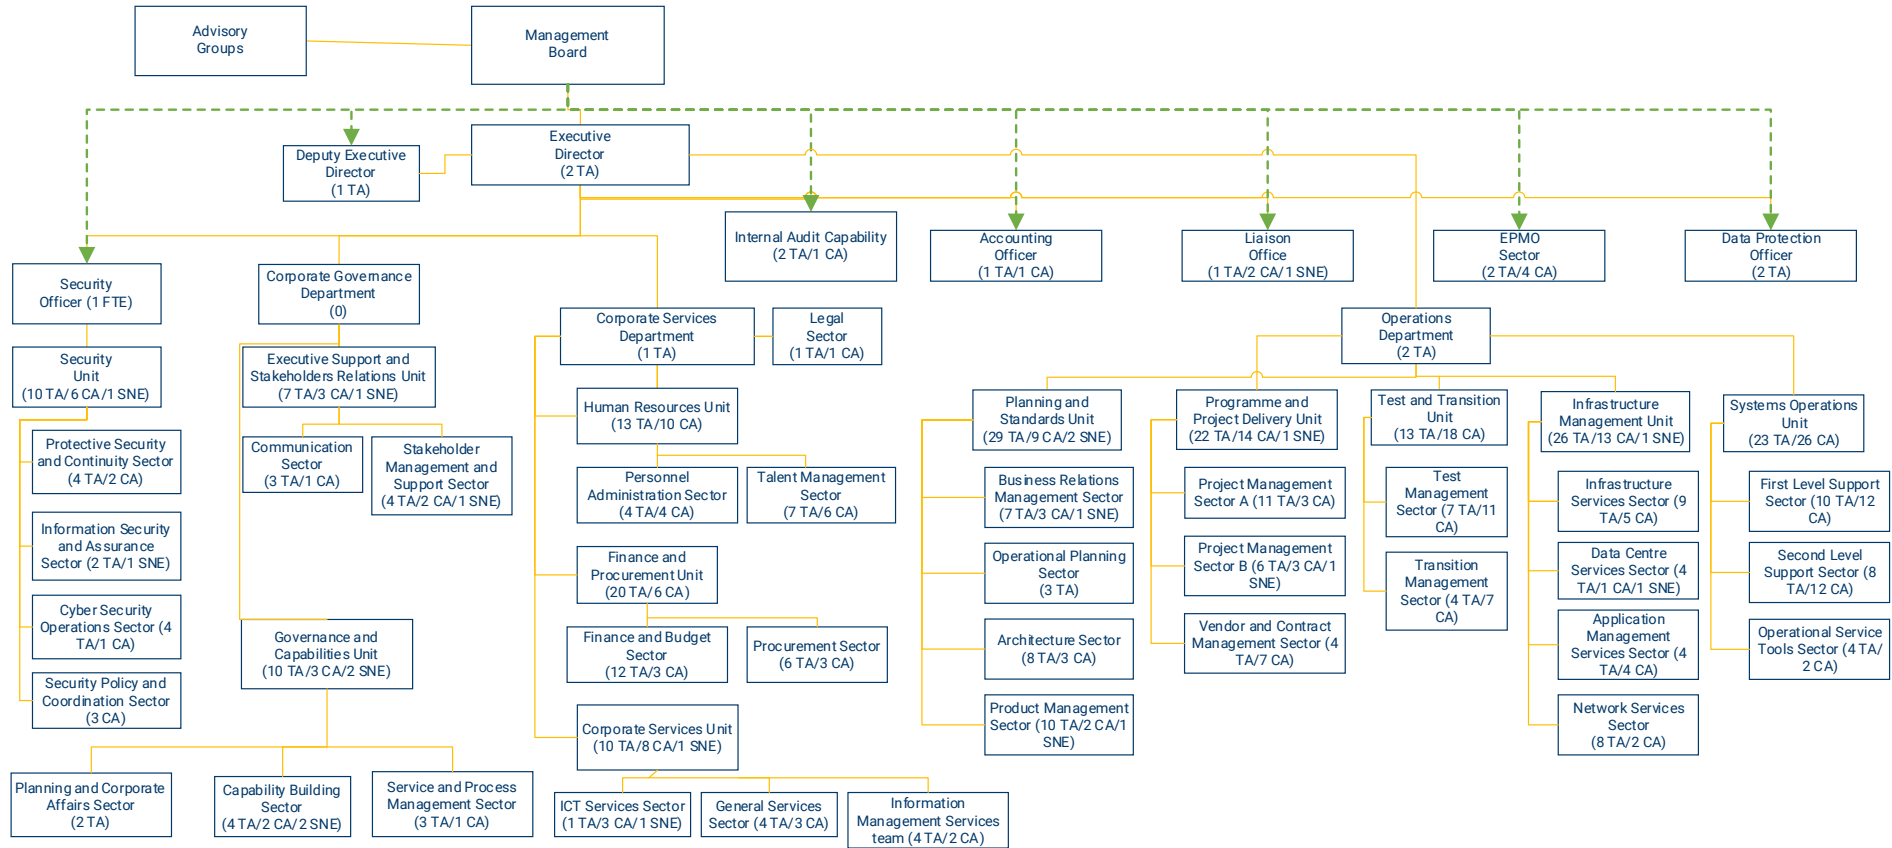 Advisory
Groups
Management
Board
Executive
Director
(2 TA)
Deputy Executive
Director
(1 TA)
Internal Audit Capability
(2 TA/1 CA)
Accounting
Officer
(1 TA/1 CA)
Liaison
Office
(1 TA/2 CA/1 SNE)
EPMO
Sector
(2 TA/4 CA)
Data Protection
Officer
(2 TA)
Security
Officer (1 FTE)
Corporate Governance
Department
(0)
Corporate Services
Department
(1 TA)
Legal
Sector
(1 TA/1 CA)
Operations
Department
(2 TA)
Security
Unit
(10 TA/6 CA/1 SNE)
Protective Security
and Continuity Sector
(4 TA/2 CA)
Information Security
and Assurance
Sector (2 TA/1 SNE)
Cyber Security
Operations Sector (4
TA/1 CA)
Security Policy and
Coordination Sector
(3 CA)
Executive Support and
Stakeholders Relations Unit
(7 TA/3 CA/1 SNE)
Communication
Sector
(3 TA/1 CA)
Stakeholder
Management and
Support Sector
(4 TA/2 CA/1 SNE)
Governance and
Capabilities Unit
(10 TA/3 CA/2 SNE)
Planning and Corporate
Affairs Sector
(2 TA)
Capability Building
Sector
(4 TA/2 CA/2 SNE)
Service and Process
Management Sector
(3 TA/1 CA)
Human Resources Unit
(13 TA/10 CA)
Personnel
Administration Sector
(4 TA/4 CA)
Talent Management
Sector
(7 TA/6 CA)
Finance and
Procurement Unit
(20 TA/6 CA)
Finance and Budget
Sector
(12 TA/3 CA)
Procurement Sector
(6 TA/3 CA)
Corporate Services Unit
(10 TA/8 CA/1 SNE)
ICT Services Sector
(1 TA/3 CA/1 SNE)
General Services
Sector (4 TA/3 CA)
Information
Management Services
team (4 TA/2 CA)
Planning and
Standards Unit
(29 TA/9 CA/2 SNE)
Business Relations
Management Sector
(7 TA/3 CA/1 SNE)
Operational Planning
Sector
(3 TA)
Architecture Sector
(8 TA/3 CA)
Product Management
Sector (10 TA/2 CA/1
SNE)
Programme and
Project Delivery Unit
(22 TA/14 CA/1 SNE)
Project Management
Sector A (11 TA/3 CA)
Project Management
Sector B (6 TA/3 CA/1
SNE)
Vendor and Contract
Management Sector (4
TA/7 CA)
Test and Transition
Unit
(13 TA/18 CA)
Test
Management
Sector (7 TA/11
CA)
Transition
Management
Sector (4 TA/7
CA)
Infrastructure
Management Unit
(26 TA/13 CA/1 SNE)
Infrastructure
Services Sector (9
TA/5 CA)
Data Centre
Services Sector (4
TA/1 CA/1 SNE)
Application
Management
Services Sector (4
TA/4 CA)
Network Services
Sector
(8 TA/2 CA)
Systems Operations
Unit
(23 TA/26 CA)
First Level Support
Sector (10 TA/12
CA)
Second Level
Support Sector (8
TA/12 CA)
Operational Service
Tools Sector (4 TA/
2 CA)